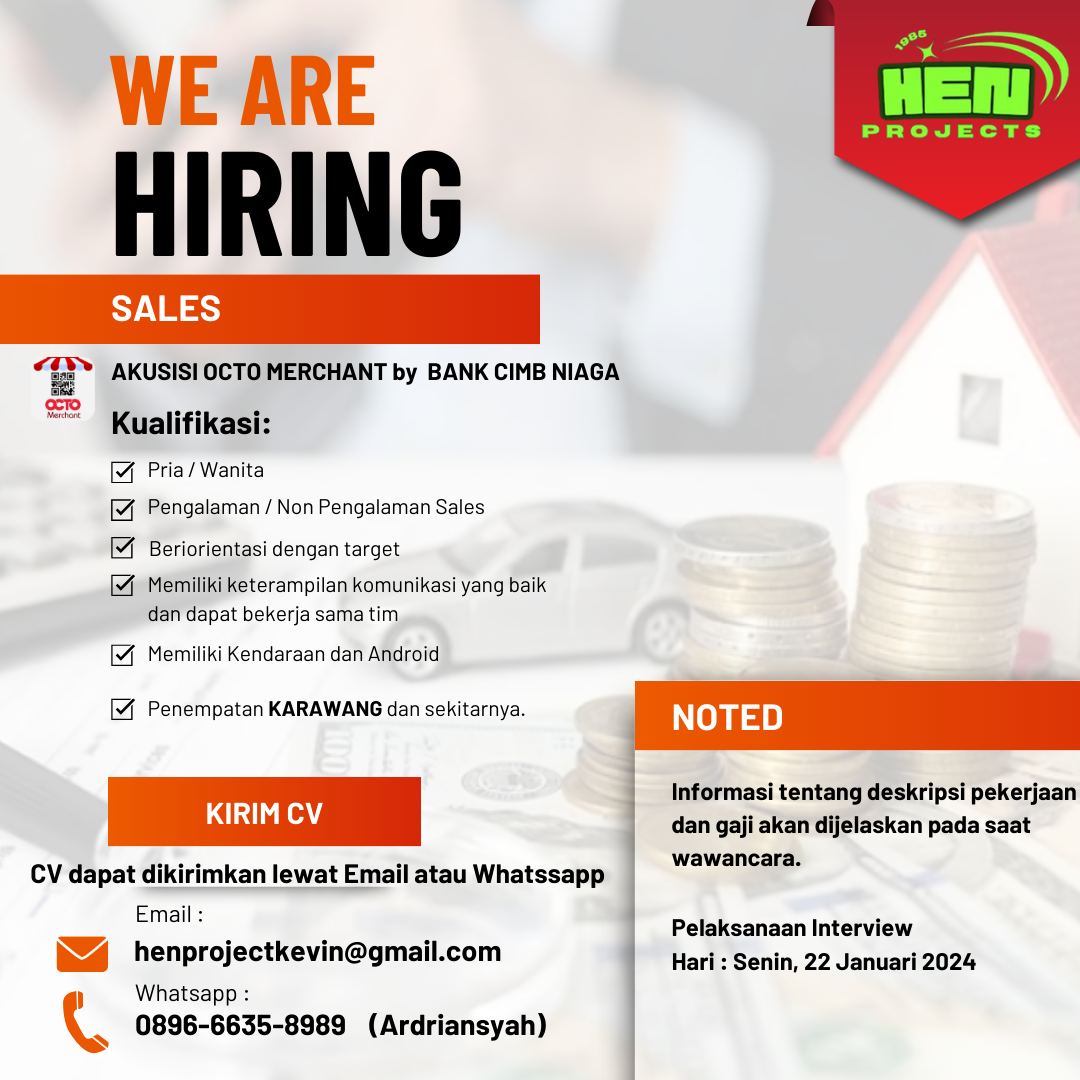 WE ARE
HIRING
1985
HEN
PROJECTS
SALES
OCTO
Merchant
AKUSISI OCTO MERCHANT by BANK CIMB NIAGA
Kualifikasi:
Pria / Wanita
Pengalaman / Non Pengalaman Sales
Beriorientasi dengan target
Memiliki keterampilan komunikasi yang baik
dan dapat bekerja sama tim
Memiliki Kendaraan dan Android
Penempatan KARAWANG dan sekitarnya.
KIRIM CV
CV dapat dikirimkan lewat Email atau Whatssapp
Email :
henprojectkevin@gmail.com
Whatsapp :
0896-6635-8989 (Ardriansyah)
NOTED
Informasi tentang deskripsi pekerjaan
dan gaji akan dijelaskan pada saat
wawancara.
Pelaksanaan Interview
Hari : Senin, 22 Januari 2024